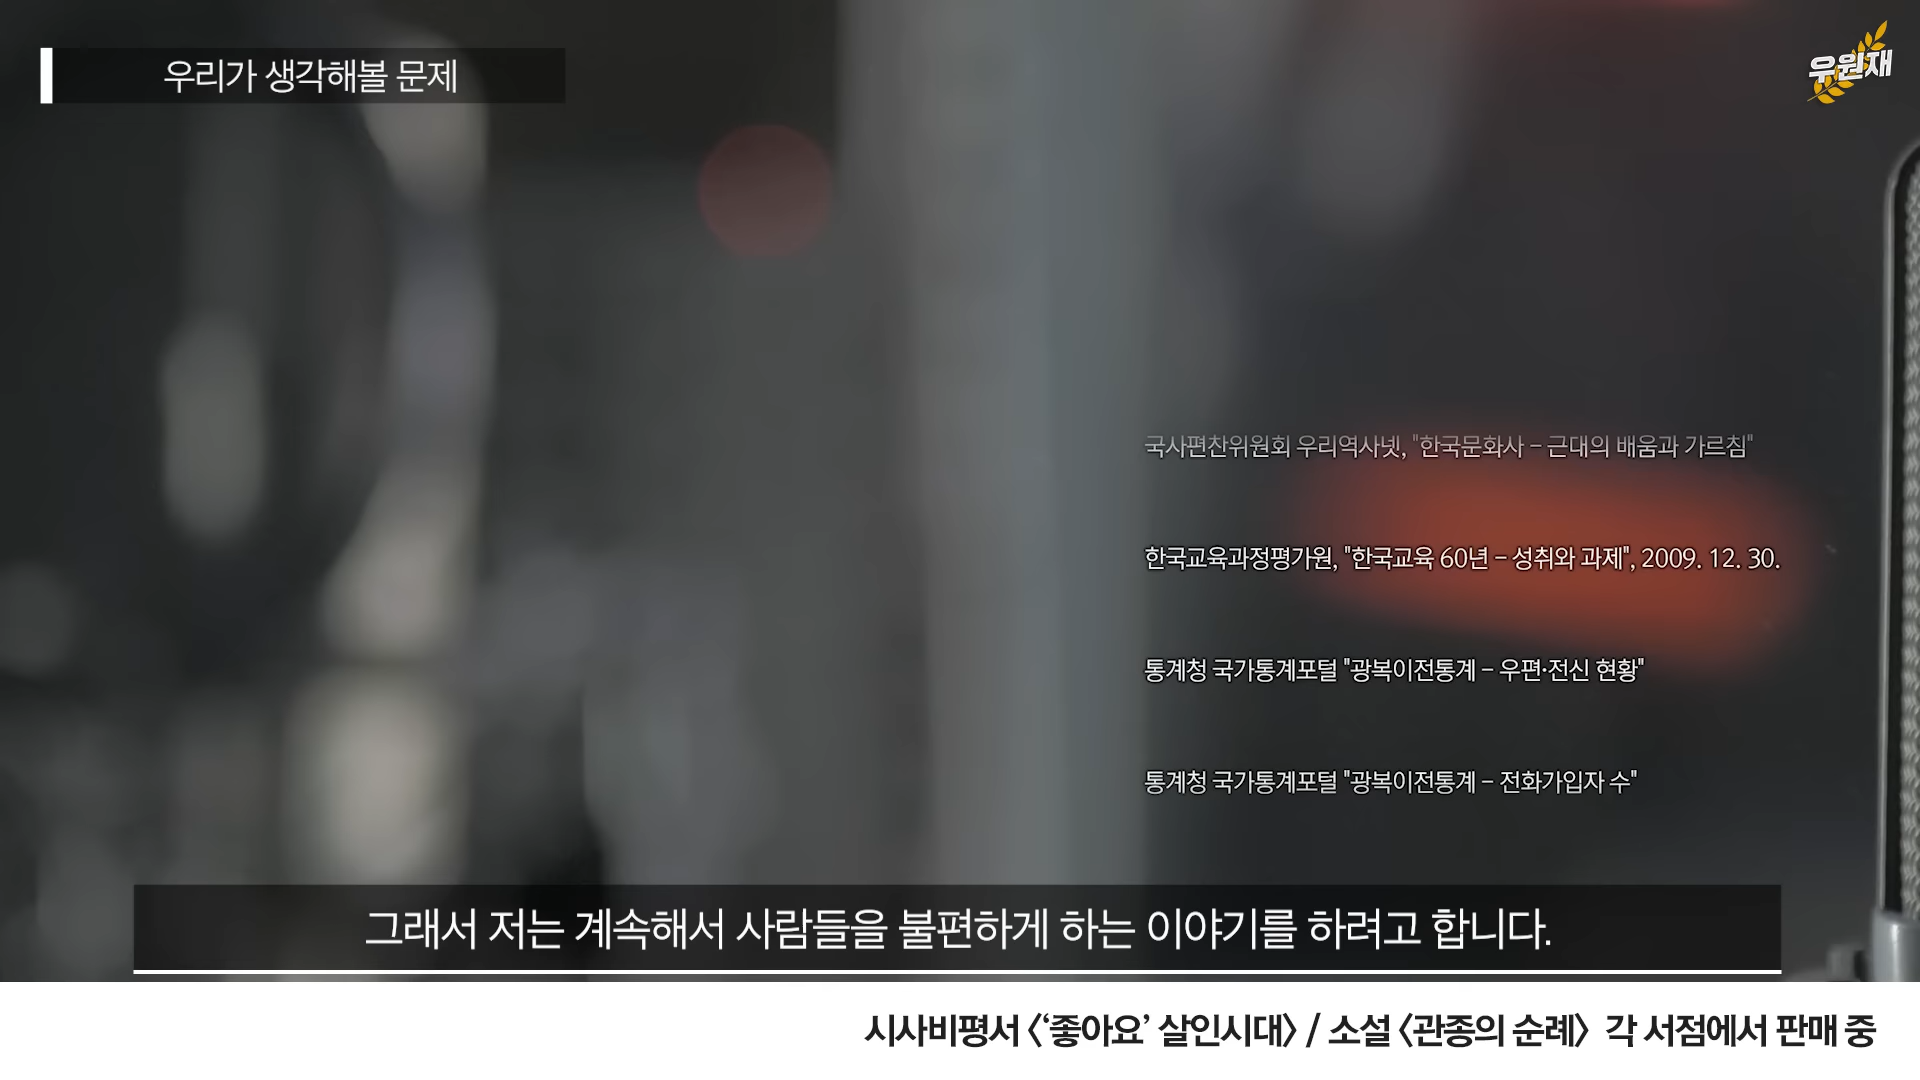 우리가 생각해볼 문제
우원재
국사편찬위원회 우리역사넷, "한국문화사 – 근대의 배움과 가르침"
한국교육과정평가원, "한국교육 60년 – 성취와 과제", 2009. 12. 30.
통계청 국가통계포털 "광복이전통계 – 우편·전신 현황"
통계청 국가통계포털 "광복이전통계 – 전화가입자 수"
그래서 저는 계속해서 사람들을 불편하게 하는 이야기를 하려고 합니다.
시사비평서 〈‘좋아요’ 살인시대〉 / 소설 〈관종의 순례〉 각 서점에서 판매 중